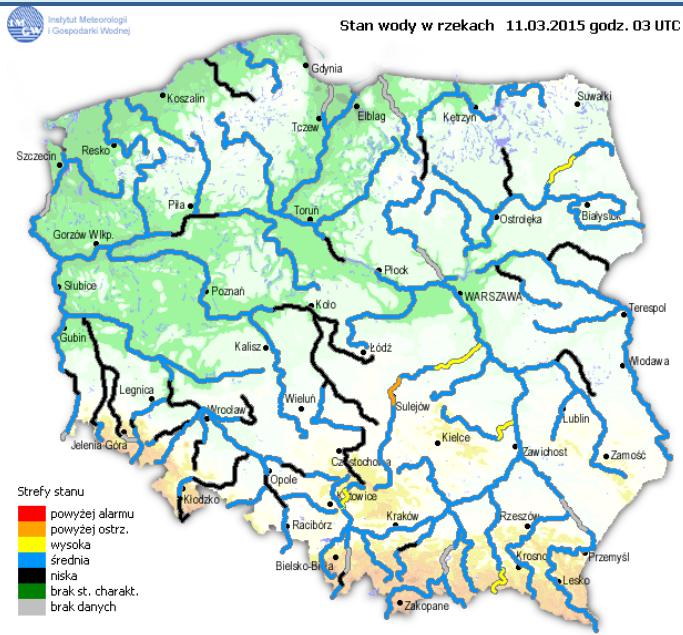 Instytut Meteorologii
i Gospodarki Wodnej
Stan wody w rzekach 11.03.2015 godz. 03 UTC
Gdynia
Koszalin
Suwałki
Elbląg
Kętrzyn
Tczew
Resko
Szczecin
Piła
Toruń
Ostrołęka
Białystok
Gorzów Wlkp.
Płock
Słubice
Poznań
WARSZAWA
Koło
Terespol
Gubin
Kalisz
Łódź
Włodawa
Legnica
Wieluń
Sulejów
Wrocław
Lublin
Jelenia Góra
Kielce
Zawichost
Częstochowa
Zamość
Opole
Kłodzko
Katowice
Kraków
Rzeszów
Racibórz
Przemyśl
Bielsko-Biała
Krosno
Lesko
Zakopane
Strefy stanu
powyżej alarmu
powyżej ostrz.
wysoka
średnia
niska
brak st. charakt.
brak danych